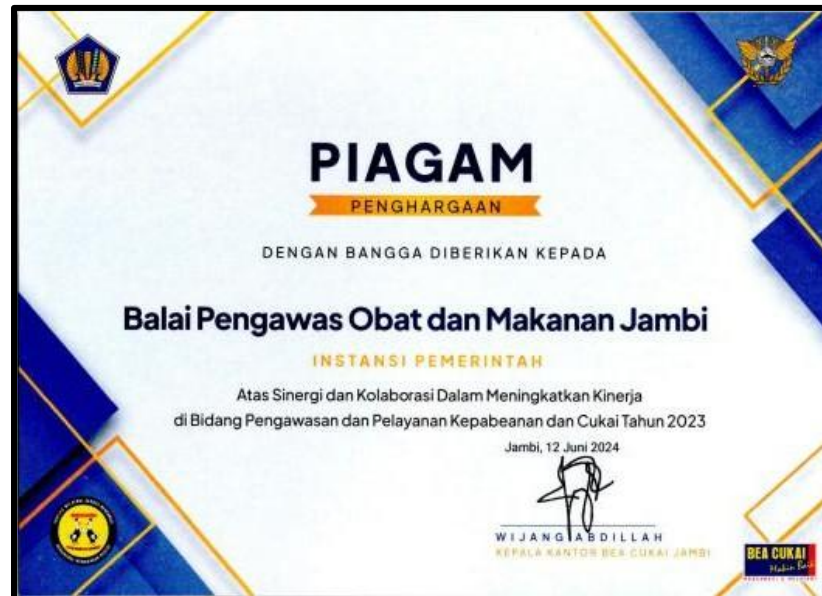 PIAGAM
PENGHARGAAN
DENGAN BANGGA DIBERIKAN KEPADA
Balai Pengawas Obat dan Makanan Jambi
INSTANSI PEMERINTAH
Atas Sinergi dan Kolaborasi Dalam Meningkatkan Kinerja
di Bidang Pengawasan dan Pelayanan Kepabeanan dan Cukai Tahun 2023
Jambi, 12 Juni 2024
WIJANG ABDILLAH
KEPALA KANTOR BEA CUKAI JAMBI
BEA CUKAI
Makin Baik